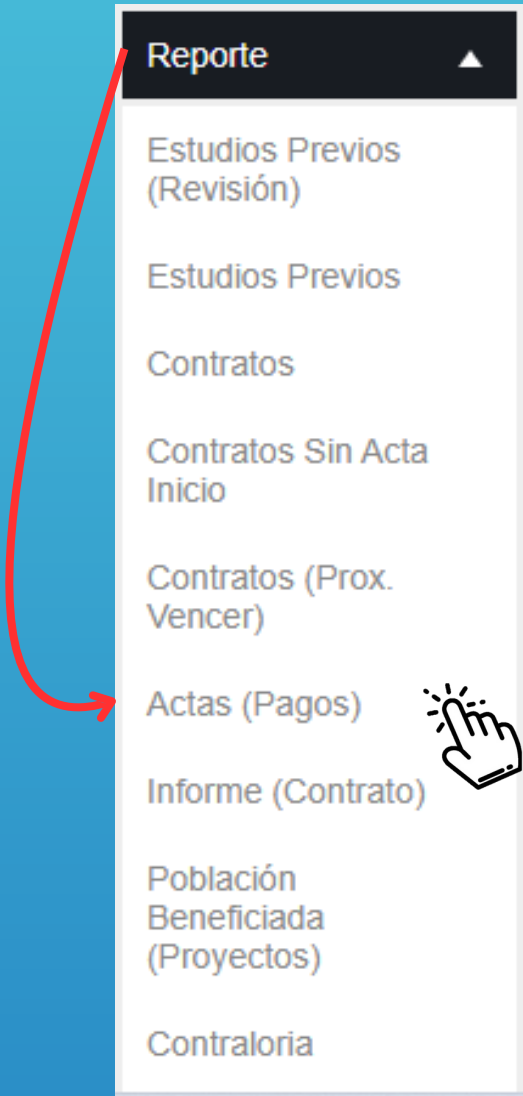 Reporte
Estudios Previos
(Revisión)
Estudios Previos
Contratos
Contratos Sin Acta
Inicio
Contratos (Prox.
Vencer)
Actas (Pagos)
Informe (Contrato)
Población
Beneficiada
(Proyectos)
Contraloria